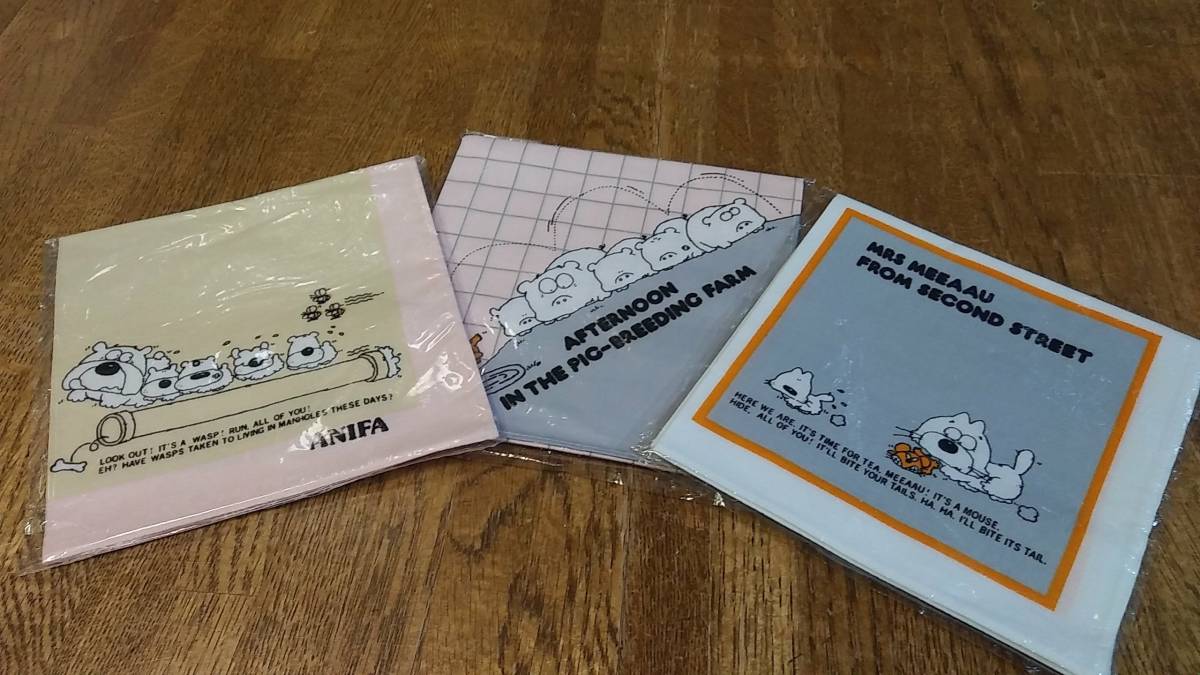 LOOK OUT! IT'S A WASP! RUN, ALL OF YOU!
EH? HAVE WASPS TAKEN TO LIVING IN MANHOLES THESE DAYS?
ANIFA
AFTERNOON
IN THE PIG-BREEDING FARM
MRS MEEAAU
FROM SECOND STREET
HERE WE ARE. IT'S TIME FOR TEA. MEEAAU! IT'S A MOUSE.
HIDE, ALL OF YOU! IT'LL BITE YOUR TAILS. HA, HA. I'LL BITE ITS TAIL.